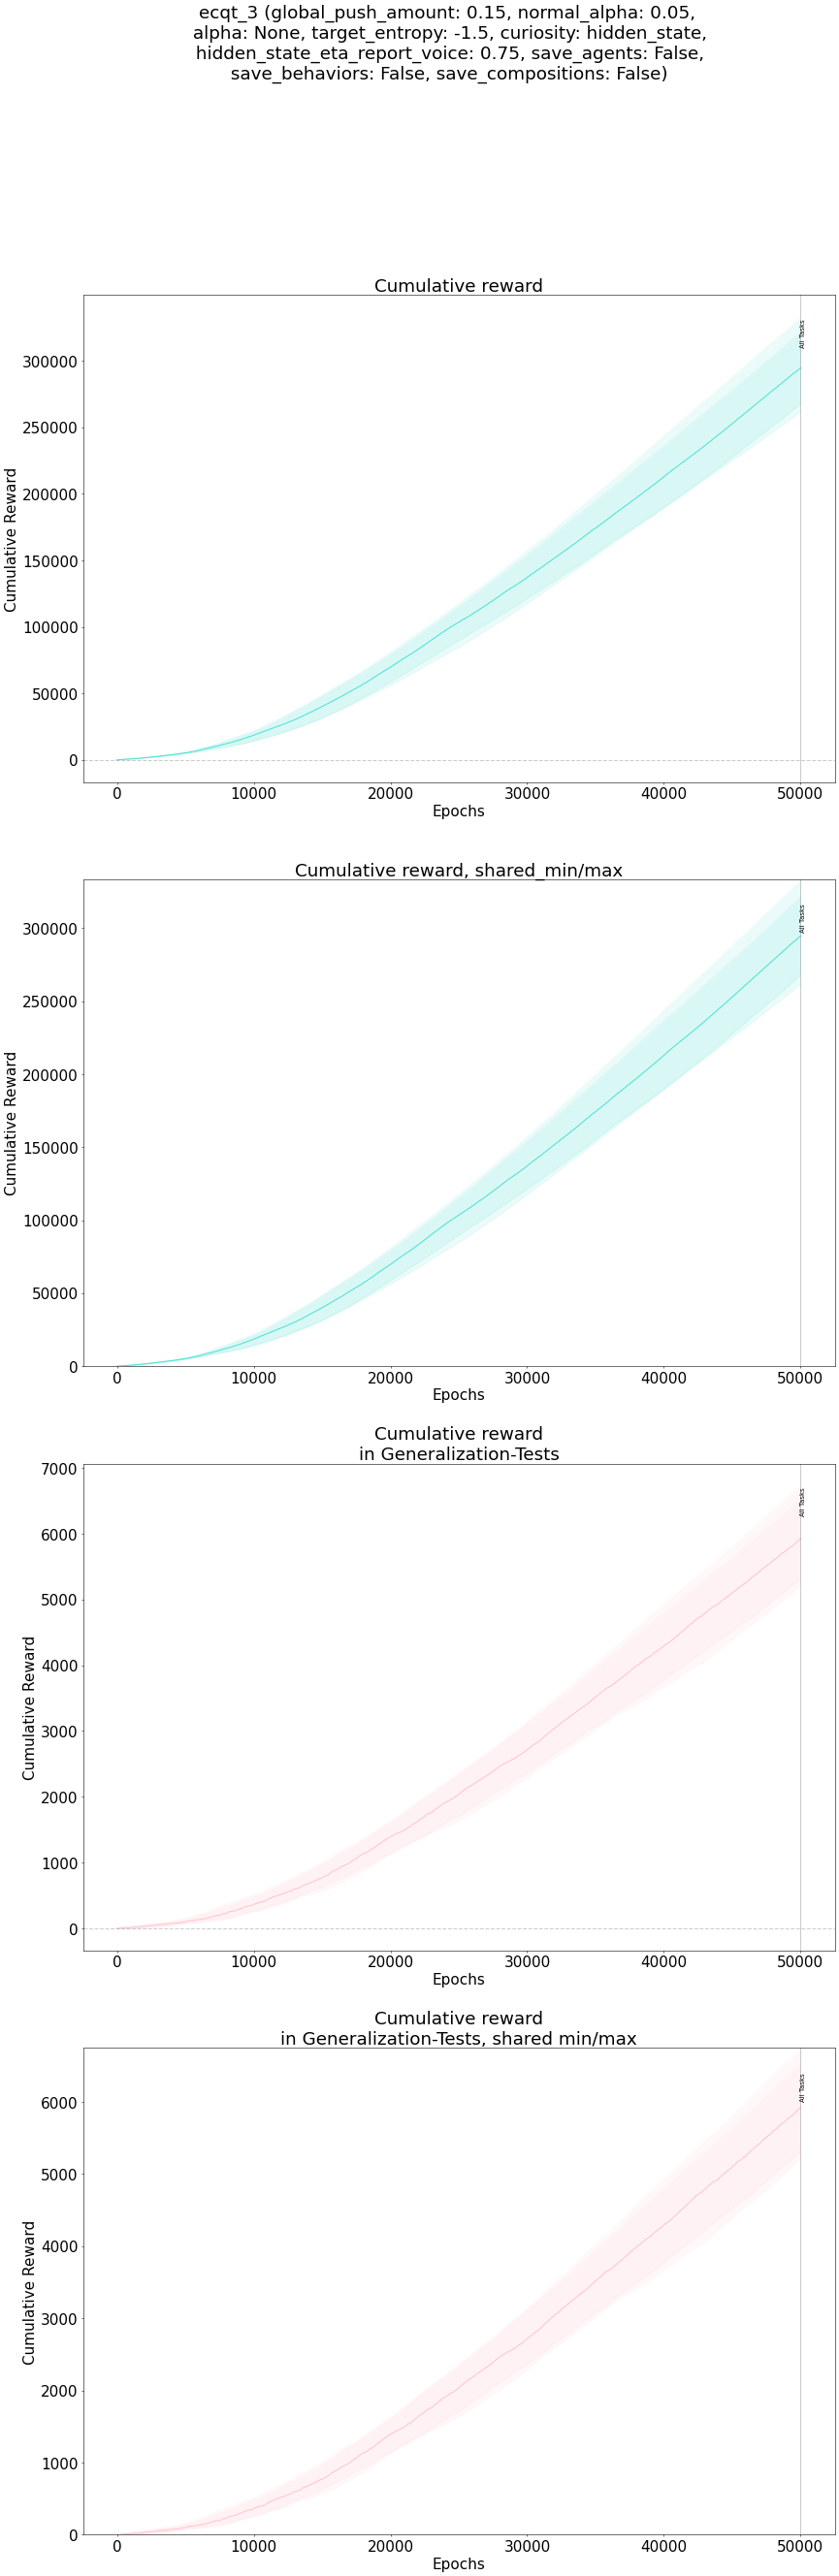 ecqt_3 (global_push_amount: 0.15, normal_alpha: 0.05,
alpha: None, target_entropy: -1.5, curiosity: hidden_state,
hidden_state_eta_report_voice: 0.75, save_agents: False,
save_behaviors: False, save_compositions: False)
Cumulative reward
All Tasks
300000
250000
200000
150000
100000
50000
0
Cumulative Reward
0 10000 20000 30000 40000 50000
Epochs
Cumulative reward, shared_min/max
All Tasks
300000
250000
200000
150000
100000
50000
0
Cumulative Reward
0 10000 20000 30000 40000 50000
Epochs
Cumulative reward
in Generalization-Tests
7000
All Tasks
6000
5000
4000
3000
2000
1000
0
Cumulative Reward
0 10000 20000 30000 40000 50000
Epochs
Cumulative reward
in Generalization-Tests, shared min/max
All Tasks
6000
5000
4000
3000
2000
1000
0
Cumulative Reward
0 10000 20000 30000 40000 50000
Epochs